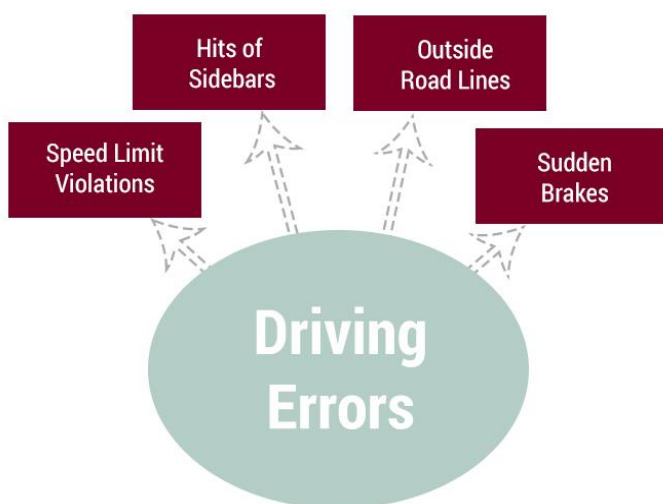 Hits of
Sidebars
Outside
Road Lines
Speed Limit
Violations
Sudden
Brakes
Driving
Errors